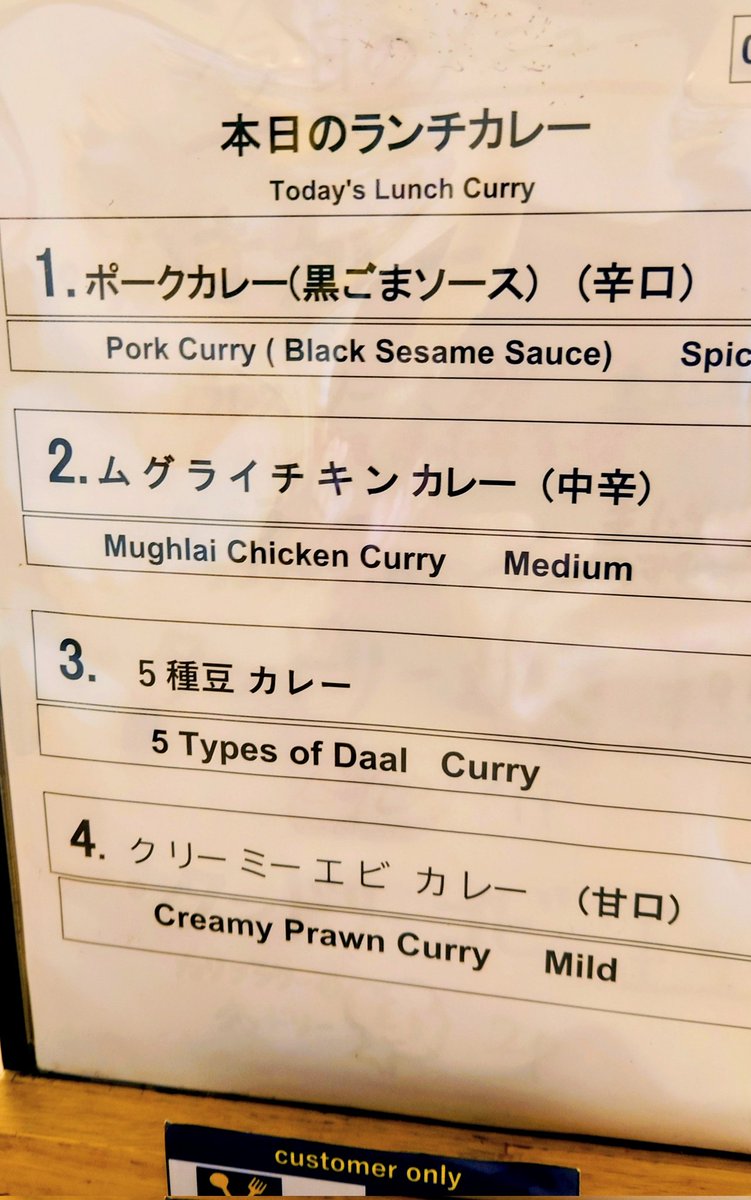 本日のランチカレー
Today's Lunch Curry
1.ポークカレー(黒ごまソース) (辛口)
Pork Curry ( Black Sesame Sauce) Spic
2.ムグライチキンカレー (中辛)
Mughlai Chicken Curry Medium
3. 5種豆 カレー
5 Types of Daal Curry
4. クリーミーエビ カレー (甘口)
Creamy Prawn Curry Mild
customer only